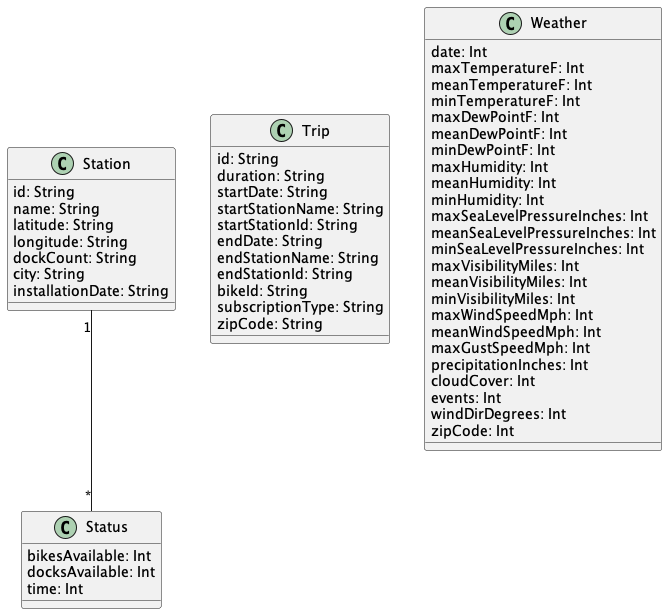 C Station
id: String
name: String
latitude: String
longitude: String
dockCount: String
city: String
installationDate: String
1
*
C Status
bikesAvailable: Int
docksAvailable: Int
time: Int
C Trip
id: String
duration: String
startDate: String
startStationName: String
startStationId: String
endDate: String
endStationName: String
endStationId: String
bikeId: String
subscriptionType: String
zipCode: String
C Weather
date: Int
maxTemperatureF: Int
meanTemperatureF: Int
minTemperatureF: Int
maxDewPointF: Int
meanDewPointF: Int
minDewPointF: Int
maxHumidity: Int
meanHumidity: Int
minHumidity: Int
maxSeaLevelPressureInches: Int
meanSeaLevelPressureInches: Int
minSeaLevelPressureInches: Int
maxVisibilityMiles: Int
meanVisibilityMiles: Int
minVisibilityMiles: Int
maxWindSpeedMph: Int
meanWindSpeedMph: Int
maxGustSpeedMph: Int
precipitationInches: Int
cloudCover: Int
events: Int
windDirDegrees: Int
zipCode: Int